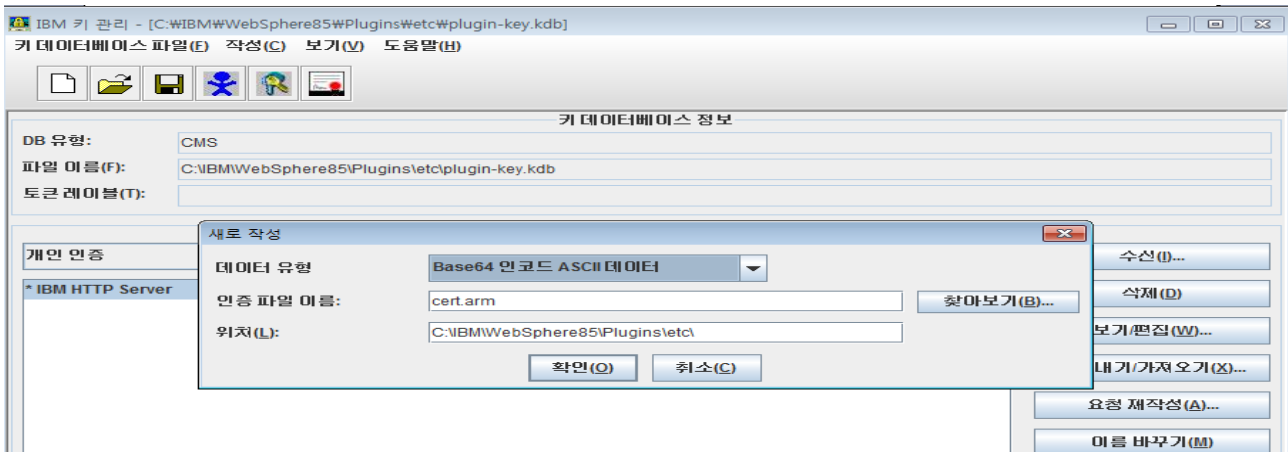 IBM 키 관리 - [C:₩IBM₩WebSphere85₩Plugins₩etc₩plugin-key.kdb]
키 데이터베이스 파일(F) 작성(C) 보기(V) 도움말(H)
키 데이터베이스 정보
DB 유형: CMS
파일 이름(F): C:\IBM\WebSphere85\Plugins\etc\plugin-key.kdb
토큰 레이블(T):
새로 작성
개인 인증
데이터 유형 Base64 인코드 ASCII 데이터
수신(I)...
* IBM HTTP Server
인증 파일 이름: cert.arm 찾아보기(B)...
삭제(D)
위치(L): C:\IBM\WebSphere85\Plugins\etc\
보기/편집(W)...
확인(O) 취소(C)
내기/가져오기(X)...
요청 재작성(A)...
이름 바꾸기(M)